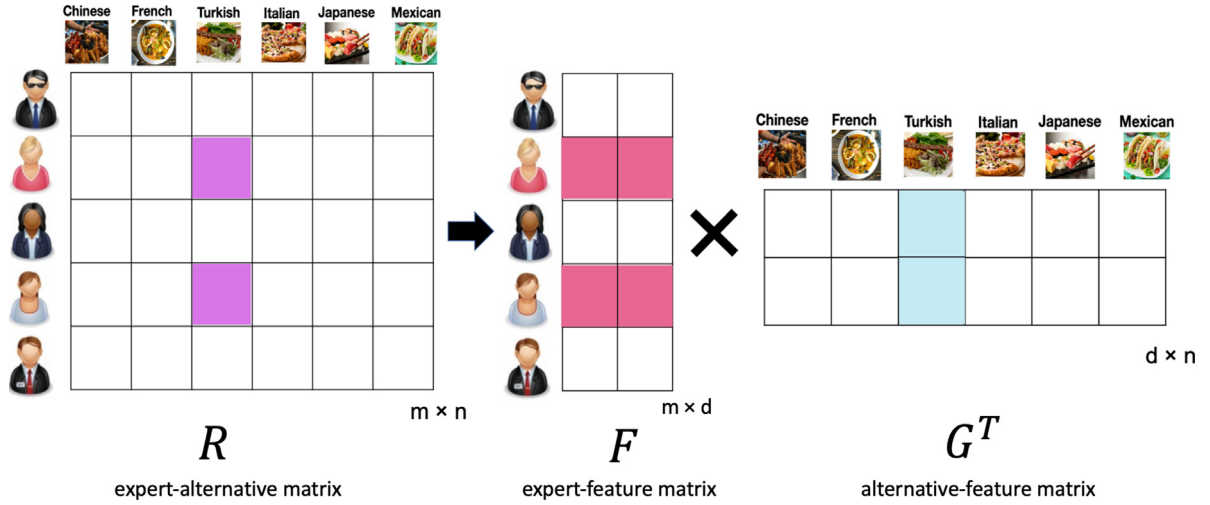 Chinese French Turkish Italian Japanese Mexican
Chinese French Turkish Italian Japanese Mexican
d × n
m × n
m × d
R
F
G^T
expert-alternative matrix
expert-feature matrix
alternative-feature matrix